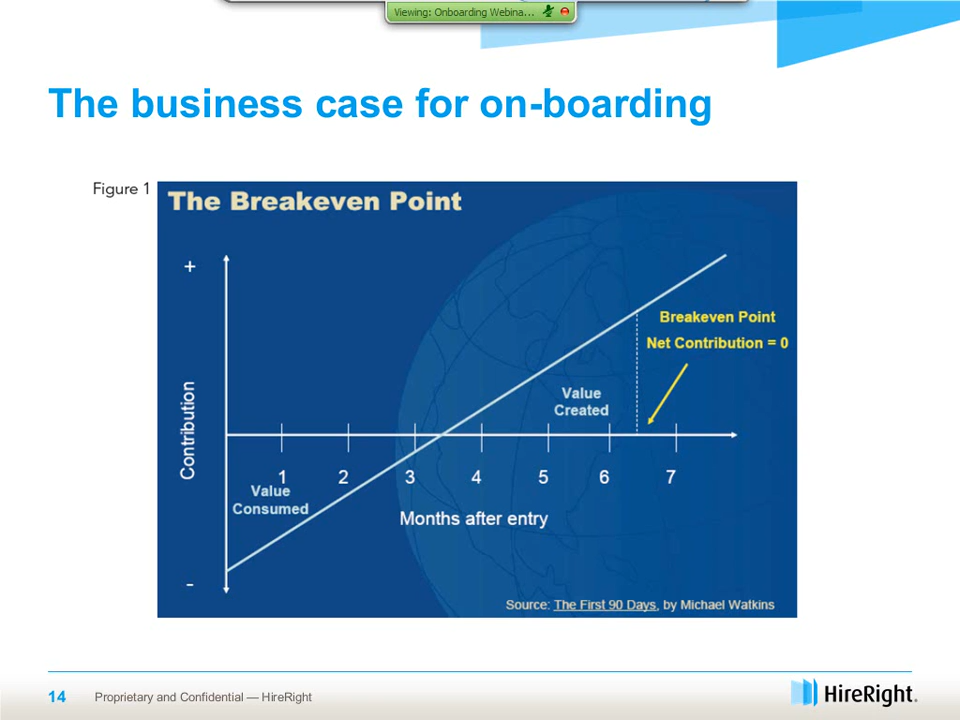 Viewing: Onboarding Webina...
The business case for on-boarding
Figure 1
The Breakeven Point
+
Breakeven Point
Net Contribution = 0
Value
Created
Contribution
1 2 3 4 5 6 7
Value
Consumed
Months after entry
-
Source: The First 90 Days, by Michael Watkins
14 Proprietary and Confidential — HireRight
HireRight.